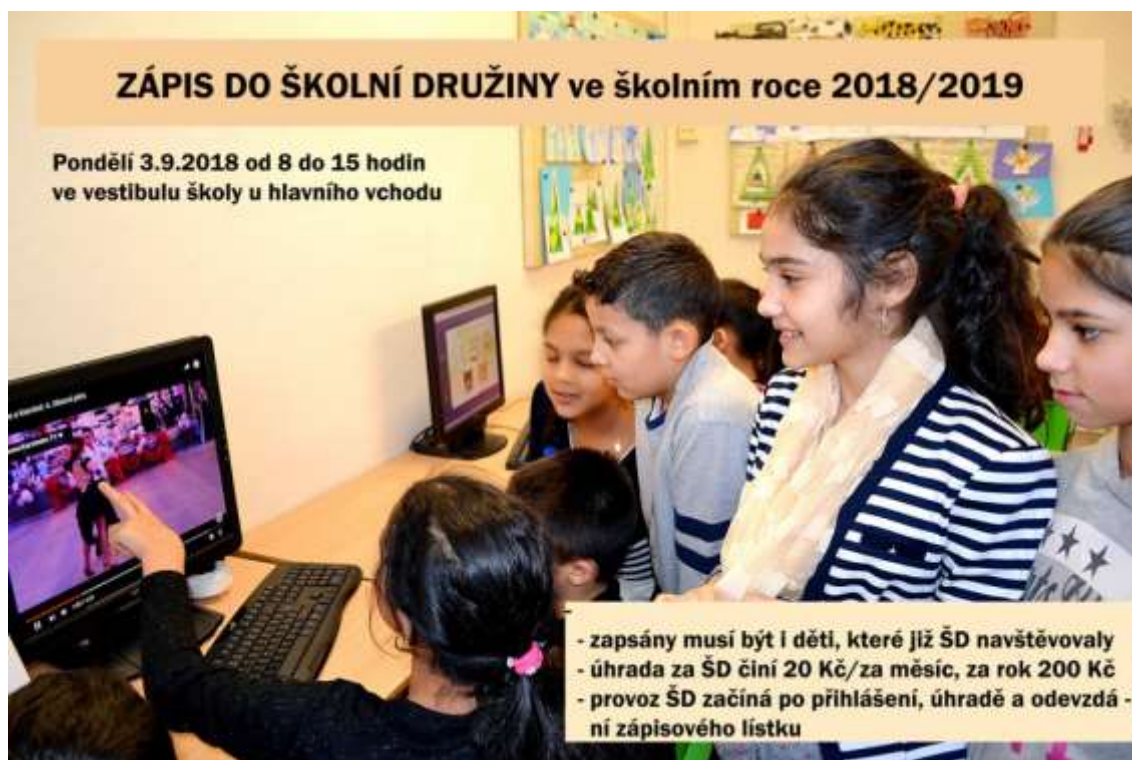 ZÁPIS DO ŠKOLNÍ DRUŽINY ve školním roce 2018/2019
Pondělí 3.9.2018 od 8 do 15 hodin
ve vestibulu školy u hlavního vchodu
- zapsány musí být i děti, které již ŠD navštěvovaly
- úhrada za ŠD činí 20 Kč/za měsíc, za rok 200 Kč
- provoz ŠD začíná po přihlášení, úhradě a odevzdá -
ní zápisového lístku